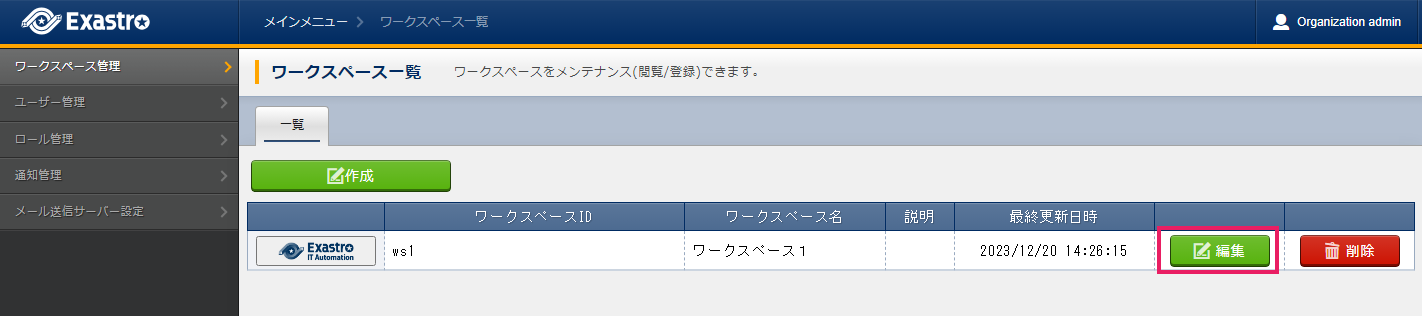 Exastro
メインメニュー
ワークスペース一覧
Organization admin
ワークスペース管理
ユーザー管理
ロール管理
通知管理
メール送信サーバー設定
ワークスペース一覧 ワークスペースをメンテナンス(閲覧/登録)できます。
一覧
作成
ワークスペースID ワークスペース名 説明 最終更新日時
Exastro
IT Automation
ws1 ワークスペース１ 2023/12/20 14:26:15 編集 削除